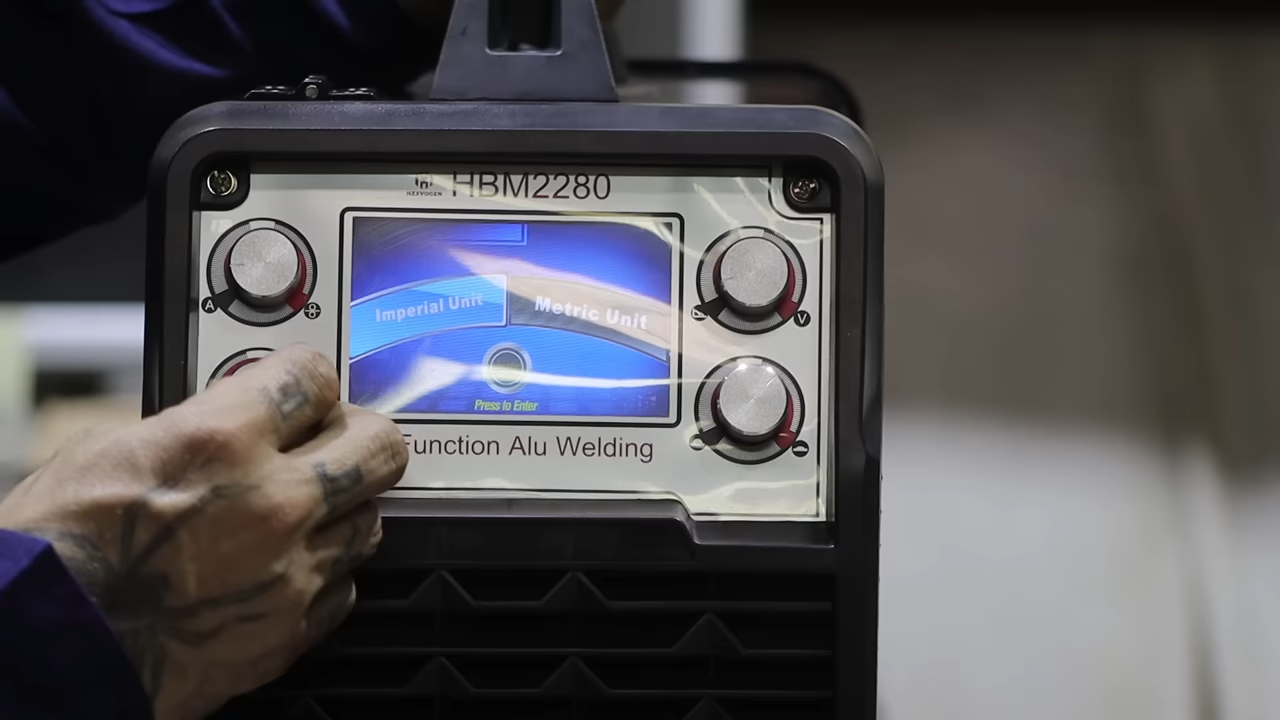 HZXVOGEN HBM2280
A
Imperial Unit
Metric Unit
V
Press to Enter
Function Alu Welding